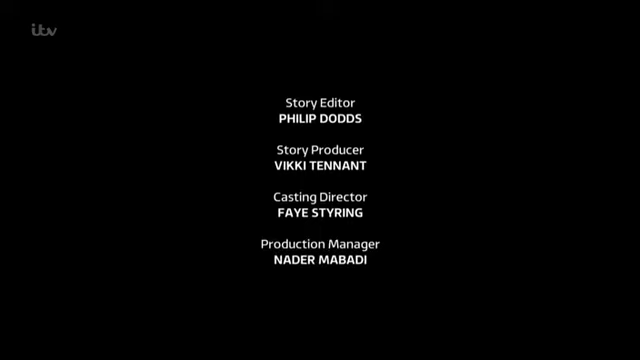 itv
Story Editor
PHILIP DODDS
Story Producer
VIKKI TENNANT
Casting Director
FAYE STYRING
Production Manager
NADER MABADI